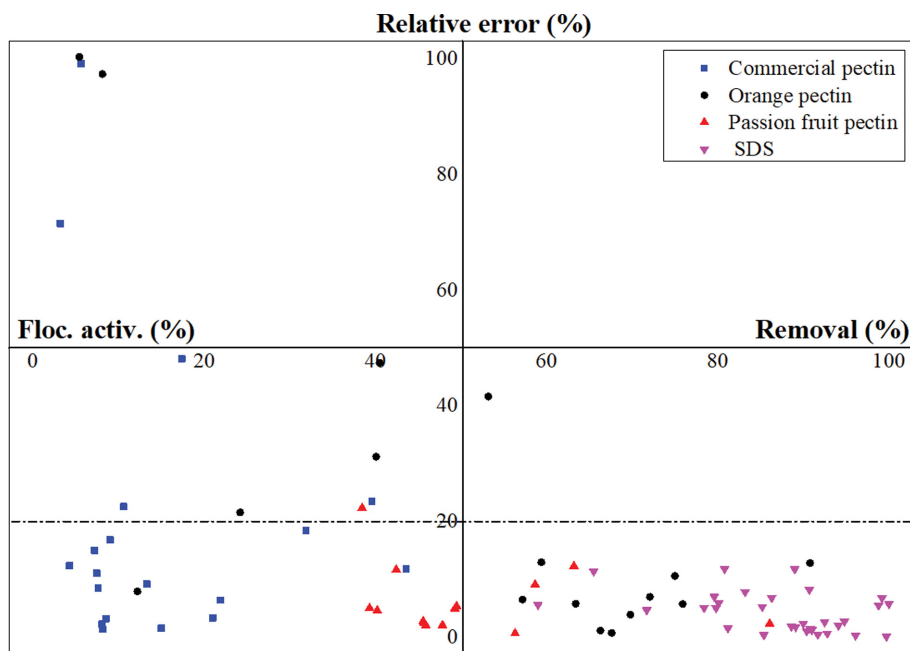 Relative error (%)
100
Commercial pectin
Orange pectin
Passion fruit pectin
SDS
80
60
Floc. activ. (%)
Removal (%)
0 20 40 60 80 100
40
20
0